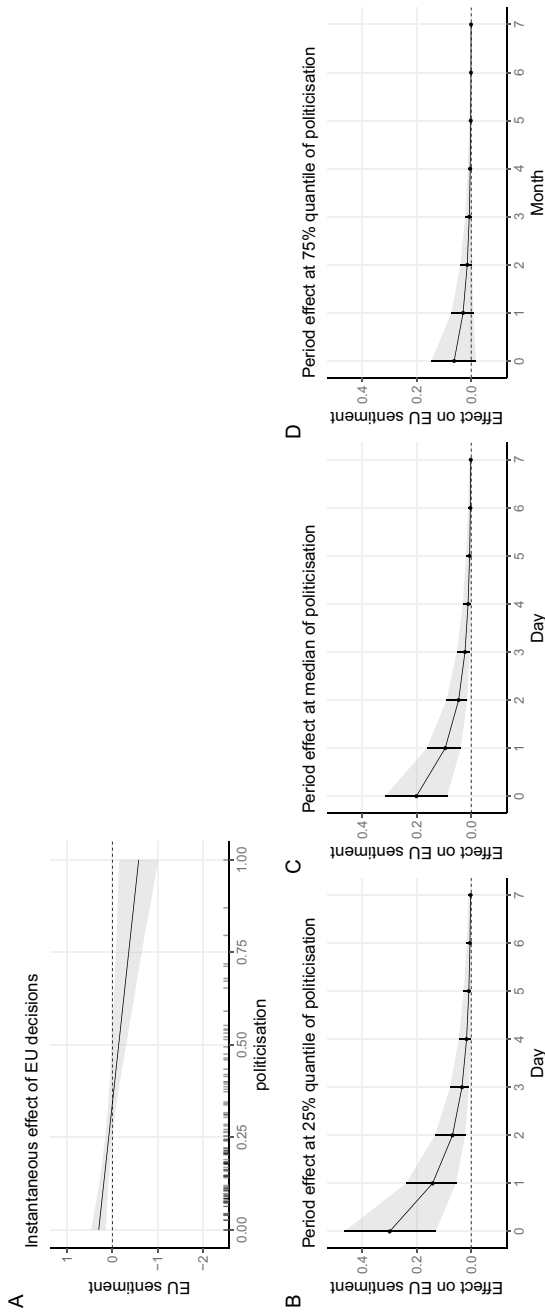 A
Instantaneous effect of EU decisions
EU sentiment
1
0
−1
−2
0.00
0.25
0.50
0.75
1.00
politicisation
B
Period effect at 25% quantile of politicisation
Effect on EU sentiment
0.4
0.2
0.0
0
1
2
3
4
5
6
7
Day
C
Period effect at median of politicisation
Effect on EU sentiment
0.4
0.2
0.0
0
1
2
3
4
5
6
7
Day
D
Period effect at 75% quantile of politicisation
Effect on EU sentiment
0.4
0.2
0.0
0
1
2
3
4
5
6
7
Month